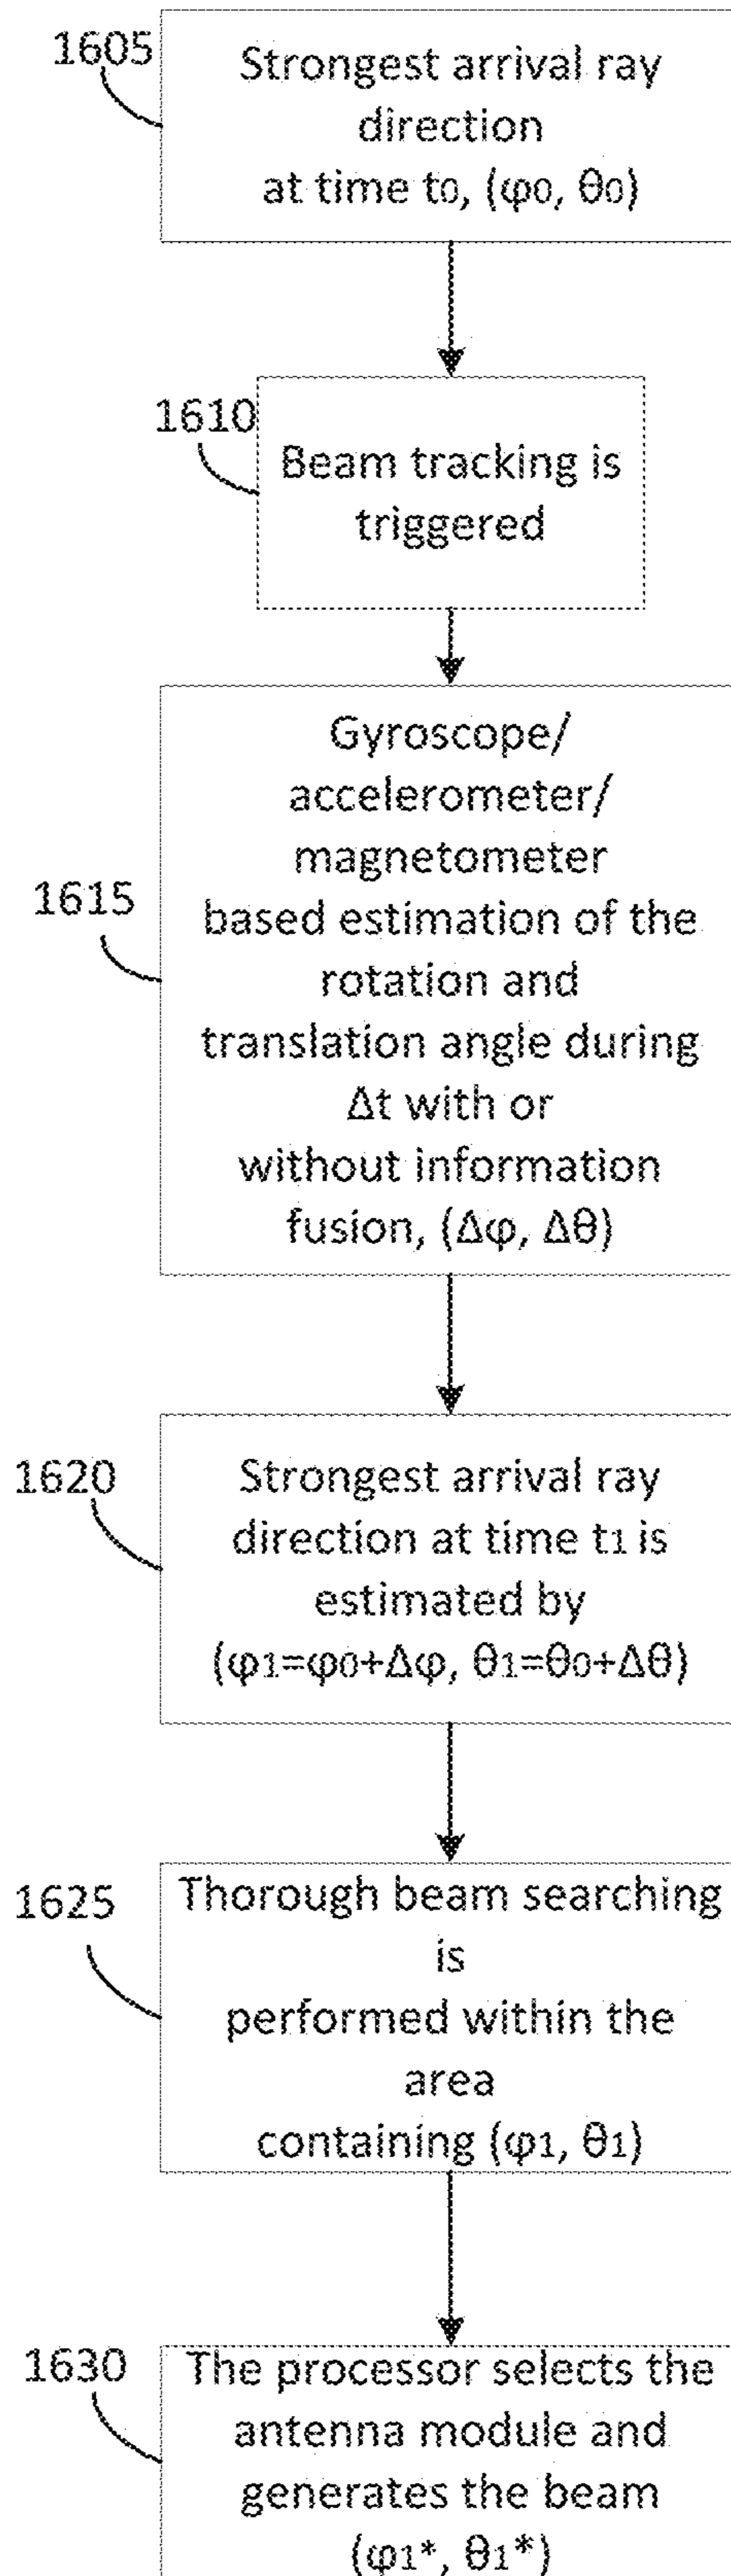 1605
Strongest arrival ray
direction
at time t0, (φ0, θ0)
1610
Beam tracking is
triggered
1615
Gyroscope/
accelerometer/
magnetometer
based estimation of the
rotation and
translation angle during
Δt with or
without information
fusion, (Δφ, Δθ)
1620
Strongest arrival ray
direction at time t1 is
estimated by
(φ1=φ0+Δφ, θ1=θ0+Δθ)
1625
Thorough beam searching
is
performed within the
area
containing (φ1, θ1)
1630
The processor selects the
antenna module and
generates the beam
(φ1*, θ1*)